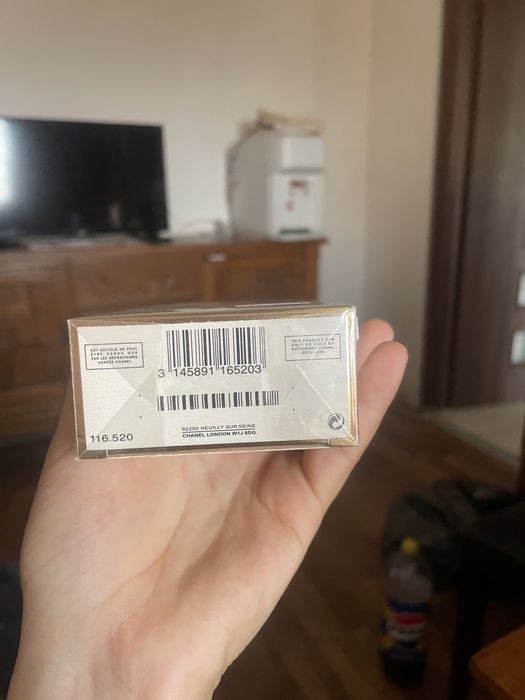 CET ARTICLE NE PEUT
ÊTRE VENDU QUE
PAR LES DÉPOSITAIRES
AGRÉÉS CHANEL
THIS PRODUCT CAN
ONLY BE SOLD BY
AUTHORISED CHANEL
RETAILERS
3 145891 165203
116.520
92200 NEUILLY SUR SEINE
CHANEL LONDON W1J 6DG